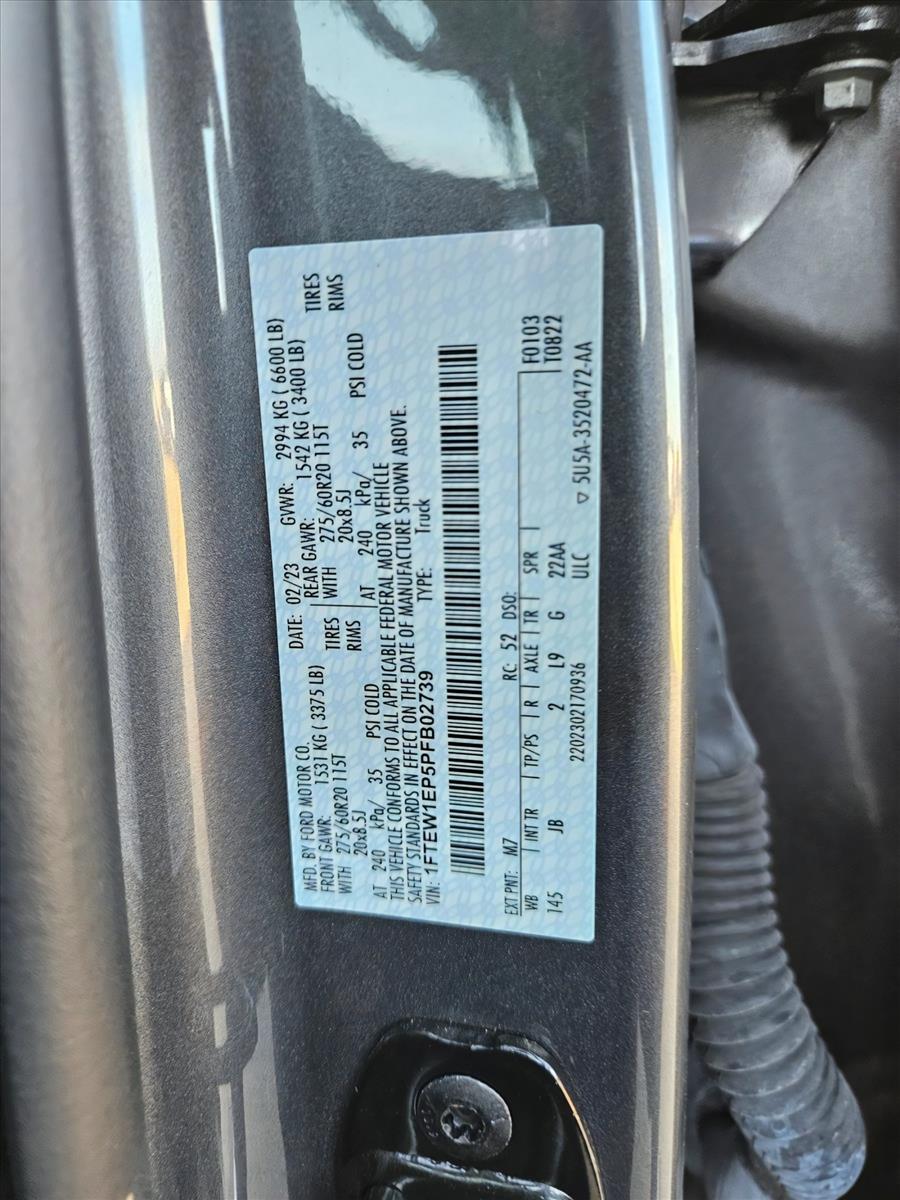 MFD. BY FORD MOTOR CO.
DATE: 02/23 GVWR: 2994 KG ( 6600 LB)
FRONT GAWR: 1531 KG ( 3375 LB) REAR GAWR: 1542 KG ( 3400 LB)
WITH 275/60R20 115T TIRES WITH 275/60R20 115T TIRES
20x8.5J RIMS 20x8.5J RIMS
AT 240 kPa/ 35 PSI COLD AT 240 kPa/ 35 PSI COLD
THIS VEHICLE CONFORMS TO ALL APPLICABLE FEDERAL MOTOR VEHICLE
SAFETY STANDARDS IN EFFECT ON THE DATE OF MANUFACTURE SHOWN ABOVE.
VIN: 1FTEW1EP5PFB02739 TYPE: Truck
EXT PNT: M7 RC: 52 DSO:
WB INT TR TP/PS R AXLE TR SPR F0103
145 JB 2 L9 G 22AA T0822
2202302170936 ULC ▽ 5U5A-3520472-AA